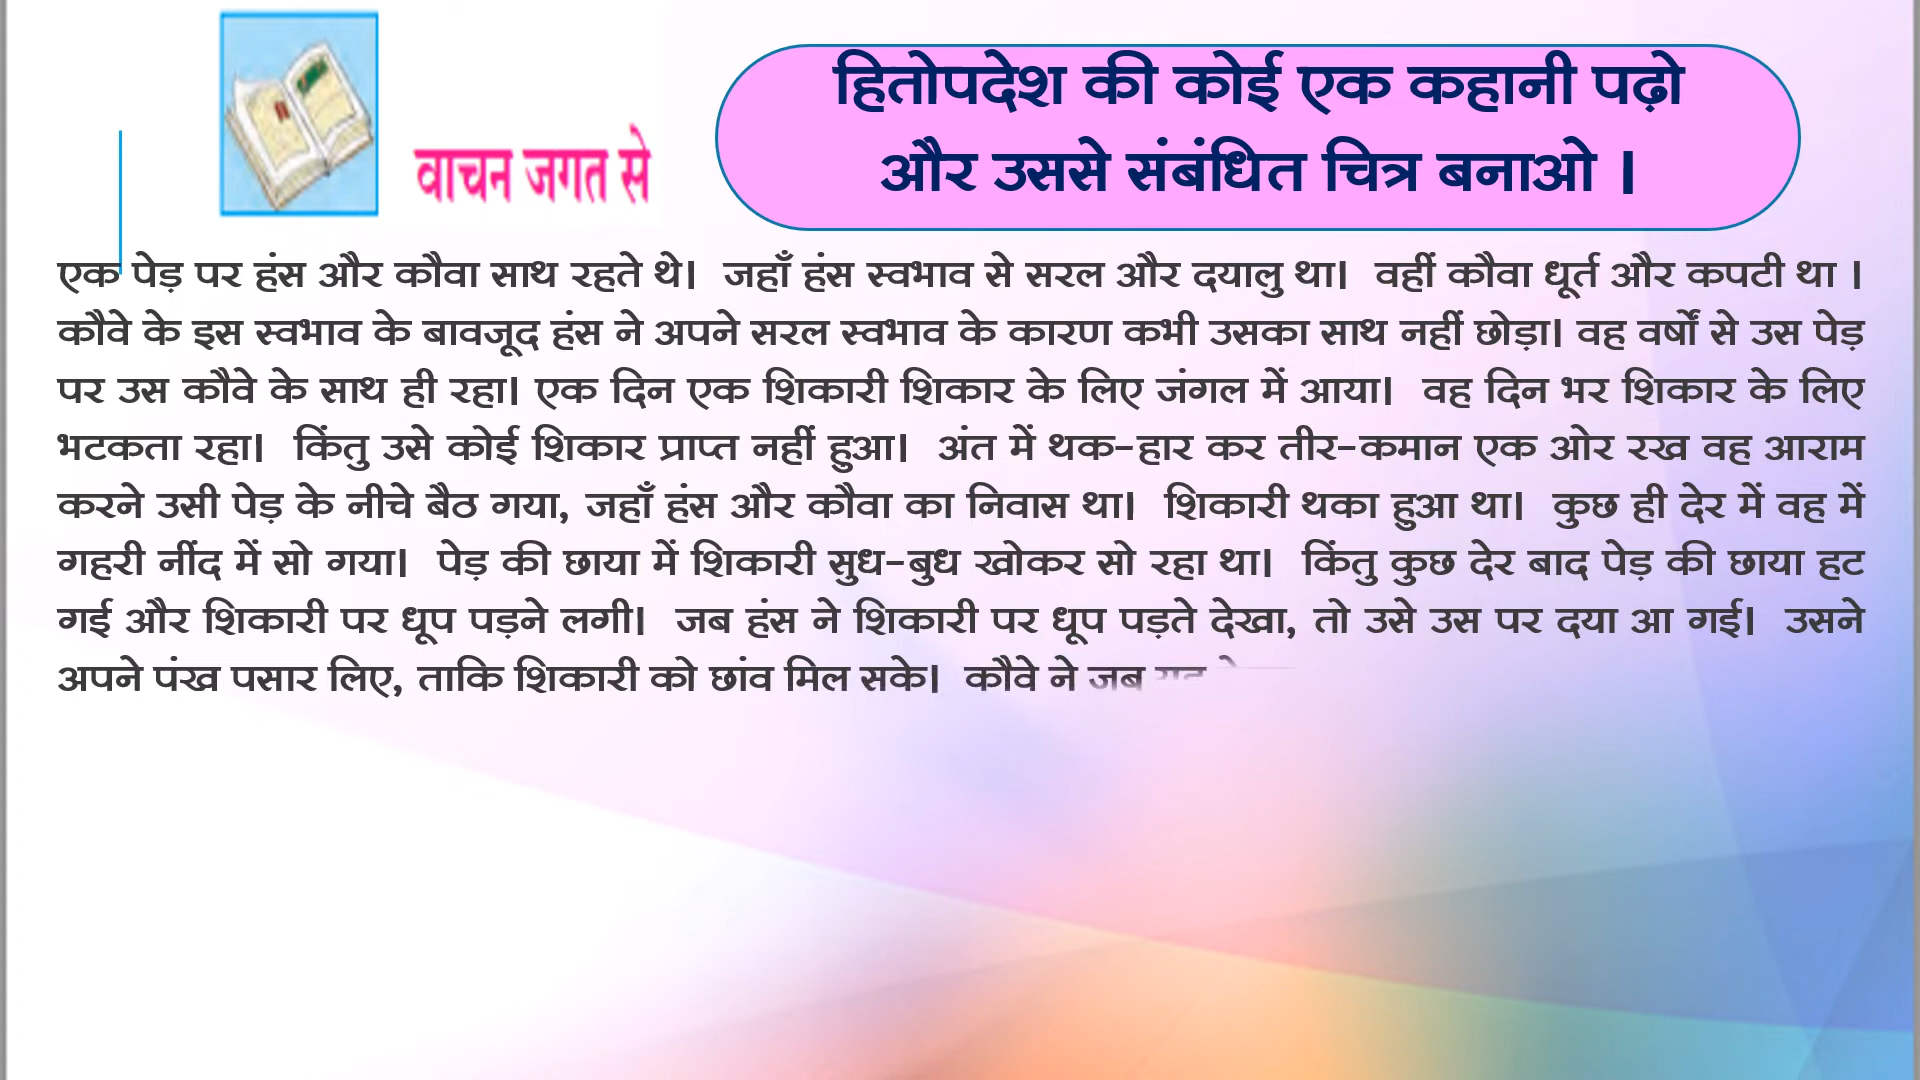 वाचन जगत से
हितोपदेश की कोई एक कहानी पढ़ो
और उससे संबंधित चित्र बनाओ ।
एक पेड़ पर हंस और कौवा साथ रहते थे। जहाँ हंस स्वभाव से सरल और दयालु था। वहीं कौवा धूर्त और कपटी था ।
कौवे के इस स्वभाव के बावजूद हंस ने अपने सरल स्वभाव के कारण कभी उसका साथ नहीं छोड़ा। वह वर्षों से उस पेड़
पर उस कौवे के साथ ही रहा। एक दिन एक शिकारी शिकार के लिए जंगल में आया। वह दिन भर शिकार के लिए
भटकता रहा। किंतु उसे कोई शिकार प्राप्त नहीं हुआ। अंत में थक-हार कर तीर-कमान एक ओर रख वह आराम
करने उसी पेड़ के नीचे बैठ गया, जहाँ हंस और कौवा का निवास था। शिकारी थका हुआ था। कुछ ही देर में वह में
गहरी नींद में सो गया। पेड़ की छाया में शिकारी सुध-बुध खोकर सो रहा था। किंतु कुछ देर बाद पेड़ की छाया हट
गई और शिकारी पर धूप पड़ने लगी। जब हंस ने शिकारी पर धूप पड़ते देखा, तो उसे उस पर दया आ गई। उसने
अपने पंख पसार लिए, ताकि शिकारी को छांव मिल सके। कौवे ने जब